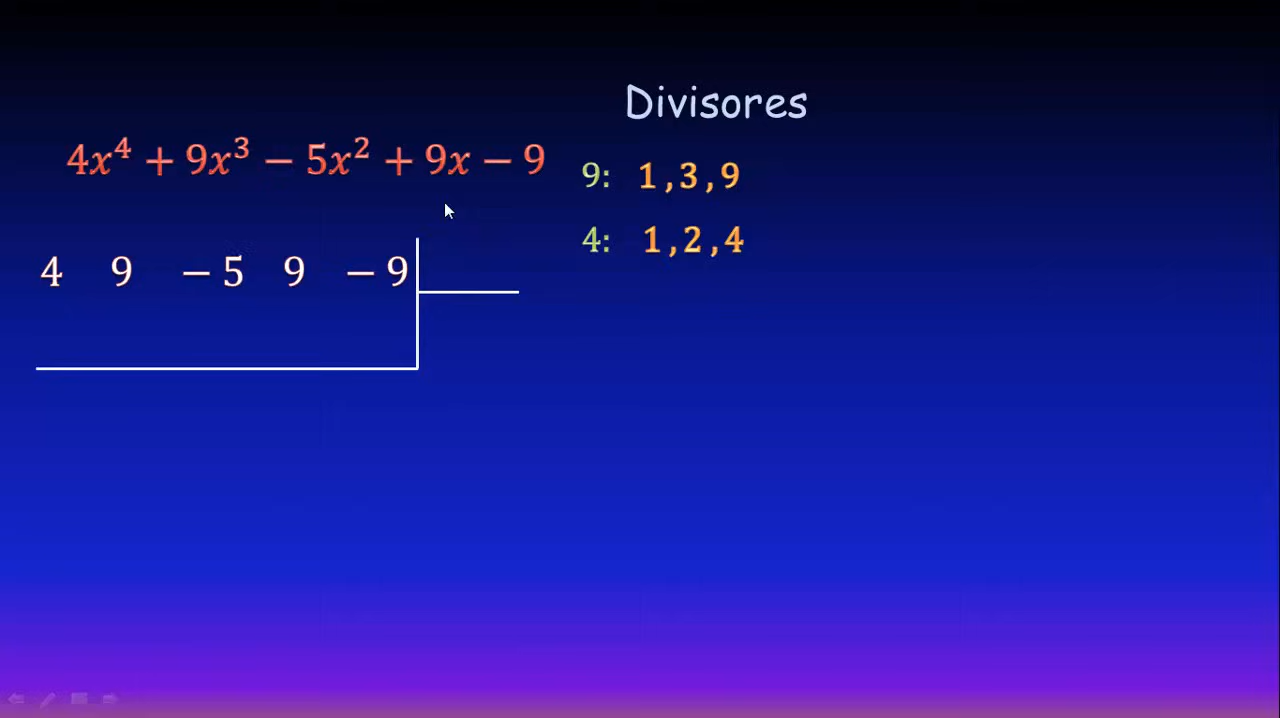 Divisores
4x⁴ + 9x³ − 5x² + 9x − 9
9: 1 , 3 , 9
4: 1 , 2 , 4
4 9 − 5 9 − 9